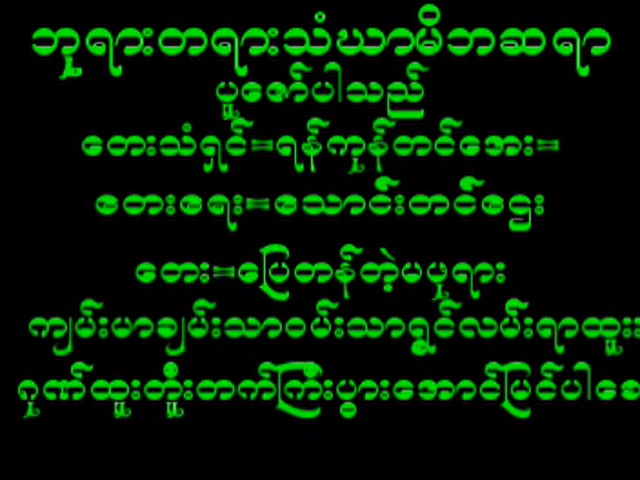 ဘုရားတရားသံဃာမိဘဆရာ
ပူဇော်ပါသည်
တေးသံရှင်=ရန်ကုန်တင်အေး=
တေးရေး=သောင်းတင်ဌေး
တေး=ပြေတန်တဲ့မပုရား
ကျမ်းမာချမ်းသာဝမ်းသာရွှင်လမ်းရာထူး
ဂုဏ်ထူးတိုးတက်ကြီးပွားအောင်မြင်ပါစေ